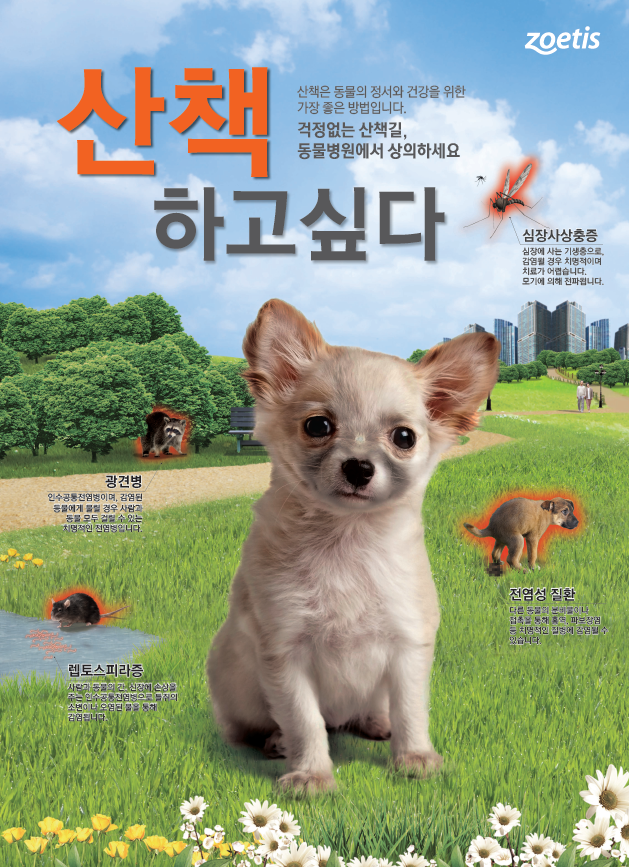 zoetis
산책
하고싶다
산책은 동물의 정서와 건강을 위한
가장 좋은 방법입니다.
걱정없는 산책길,
동물병원에서 상의하세요
심장사상충증
심장에 사는 기생충으로,
감염될 경우 치명적이며
치료가 어렵습니다.
모기에 의해 전파됩니다.
광견병
인수공통전염병이며, 감염된
동물에게 물릴 경우 사람과
동물 모두 걸릴 수 있는
치명적인 전염병입니다.
전염성 질환
다른 동물의 분비물이나
접촉을 통해 홍역, 파보장염
등 치명적인 질병에 감염될 수
있습니다.
렙토스피라증
사람과 동물의 간, 신장에 손상을
주는 인수공통전염병으로 들쥐의
소변이나 오염된 물을 통해
감염됩니다.